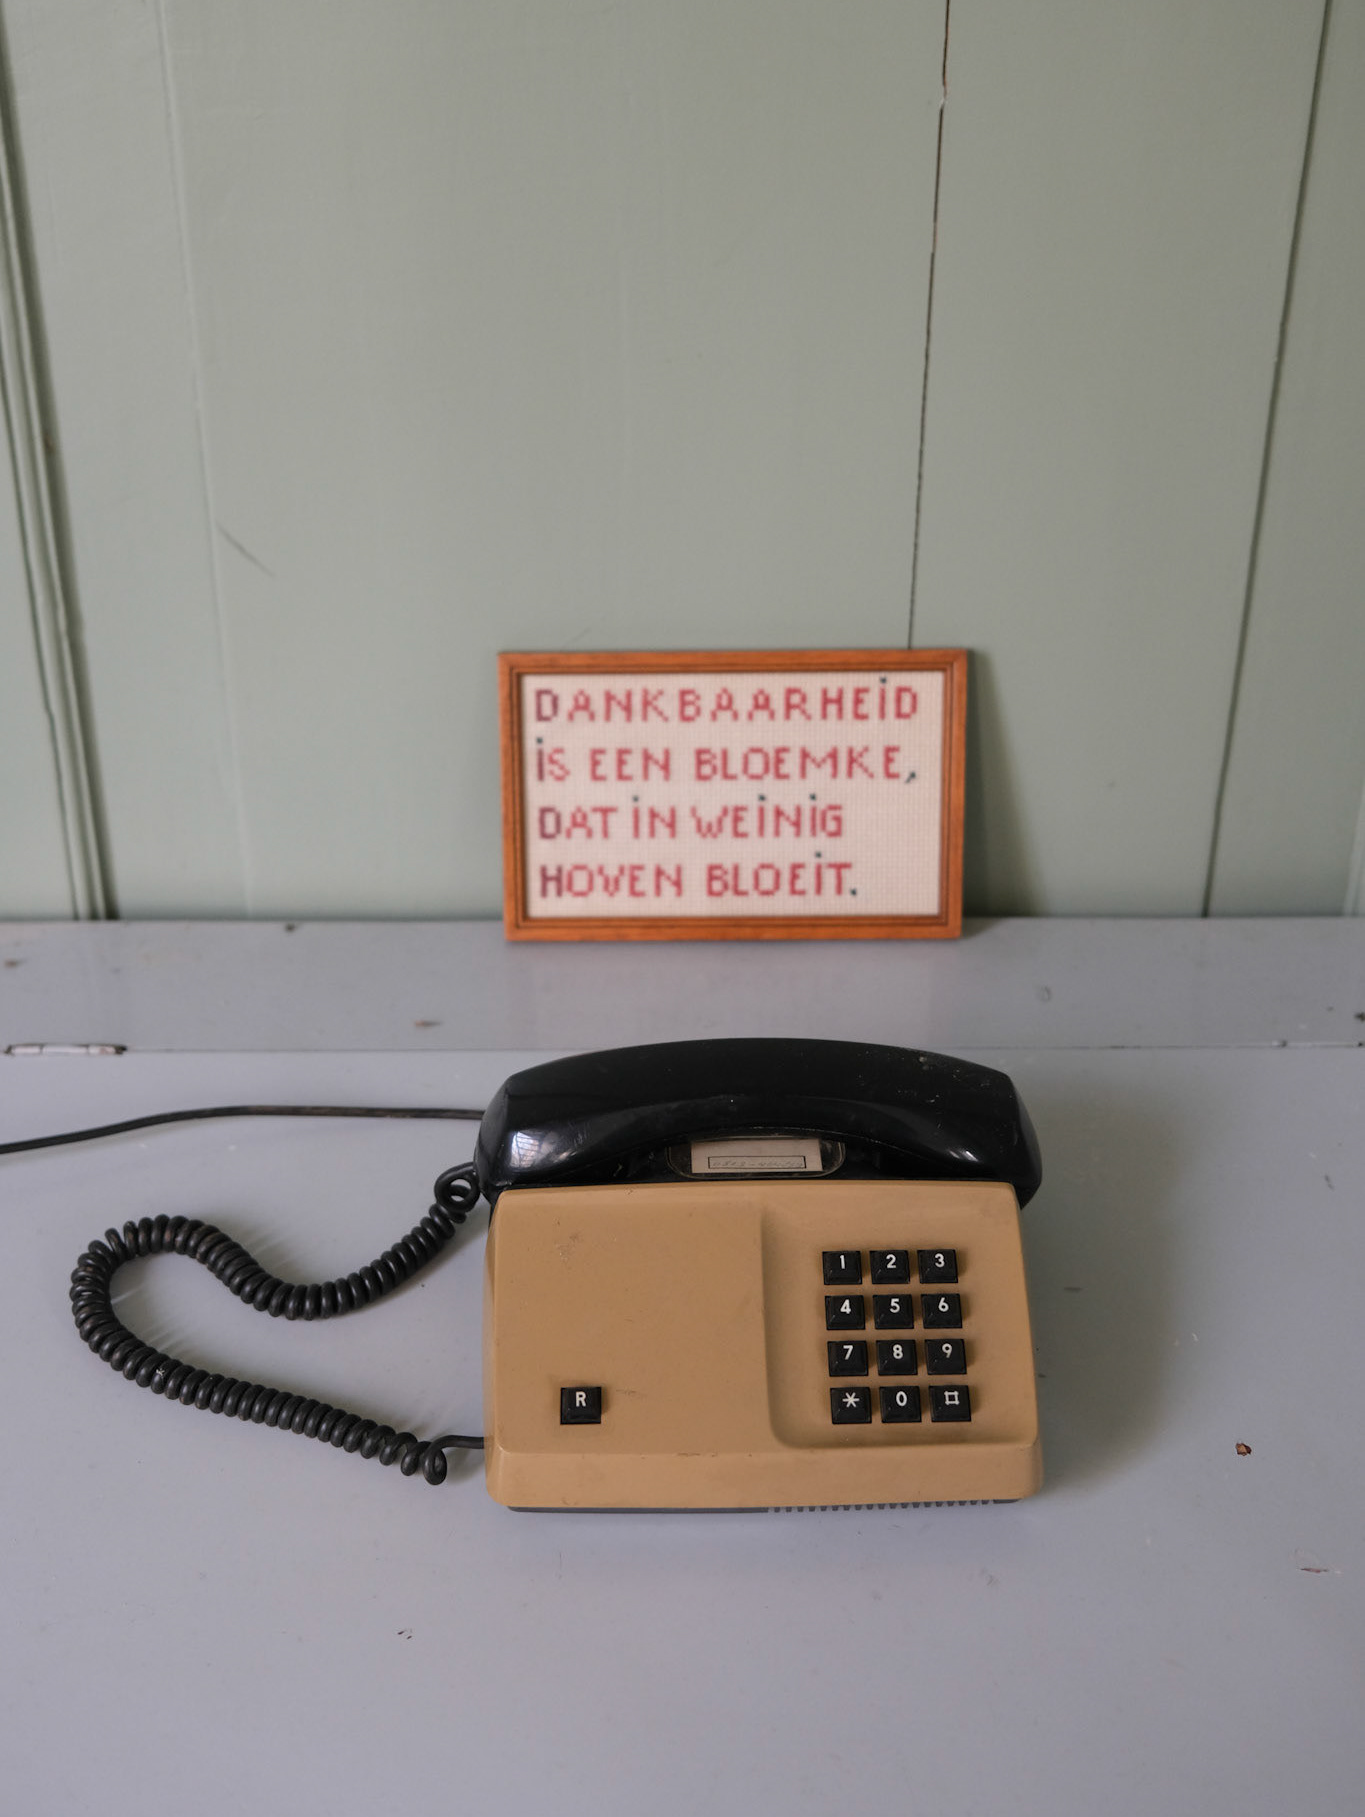 DANKBAARHEiD
iS EEN BLOEMKE,
DAT iN WEiNiG
HOVEN BLOEiT.
1 2 3
4 5 6
7 8 9
R * 0 #